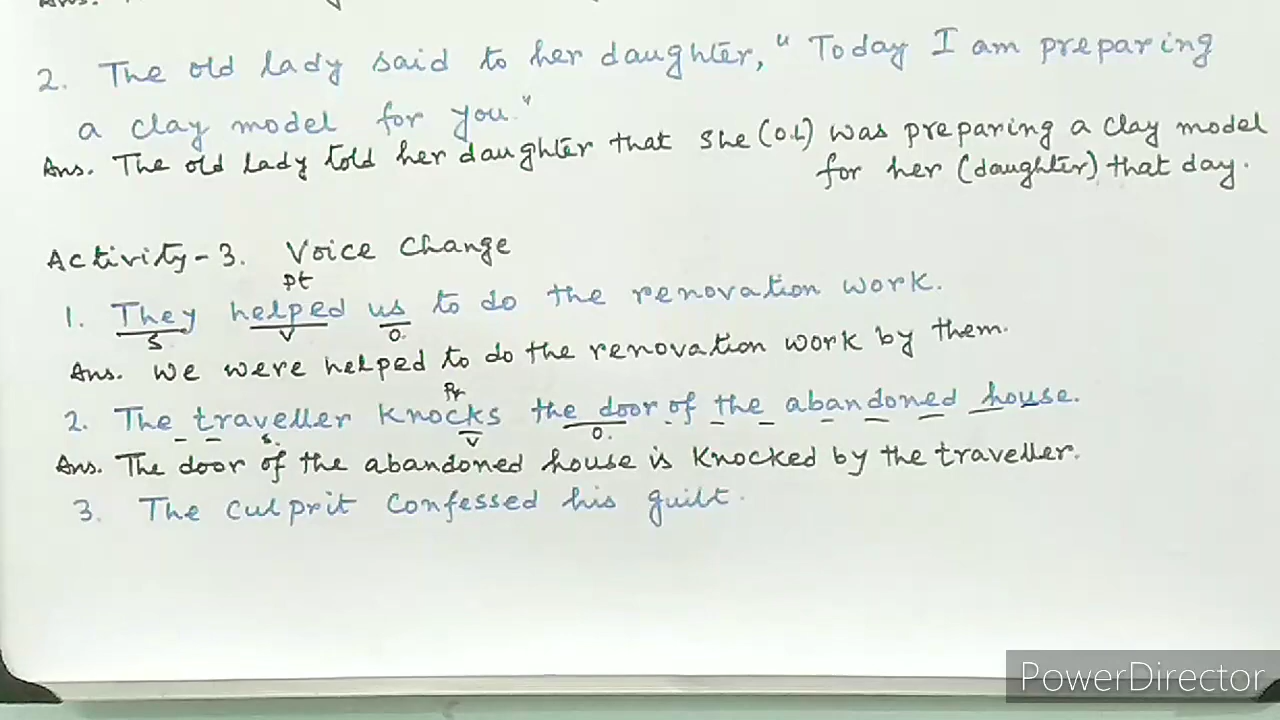 2. The old lady said to her daughter, "Today I am preparing
a clay model for you."
Ans. The old lady told her daughter that she (O.L) was preparing a clay model
for her (daughter) that day.
Activity-3. Voice Change
pt
1. They helped us to do the renovation work.
S. V O.
Ans. We were helped to do the renovation work by them.
Pr
2. The traveller knocks the door of the abandoned house.
S. V O.
Ans. The door of the abandoned house is knocked by the traveller.
3. The culprit confessed his guilt.
PowerDirector